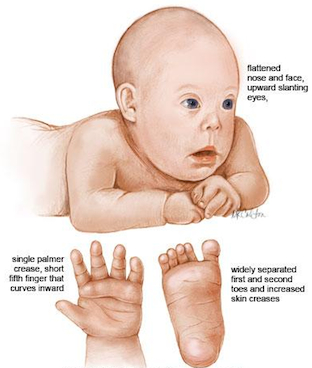 flattened
nose and face,
upward slanting
eyes,
single palmer
crease, short
fifth finger that
curves inward
widely separated
first and second
toes and increased
skin creases